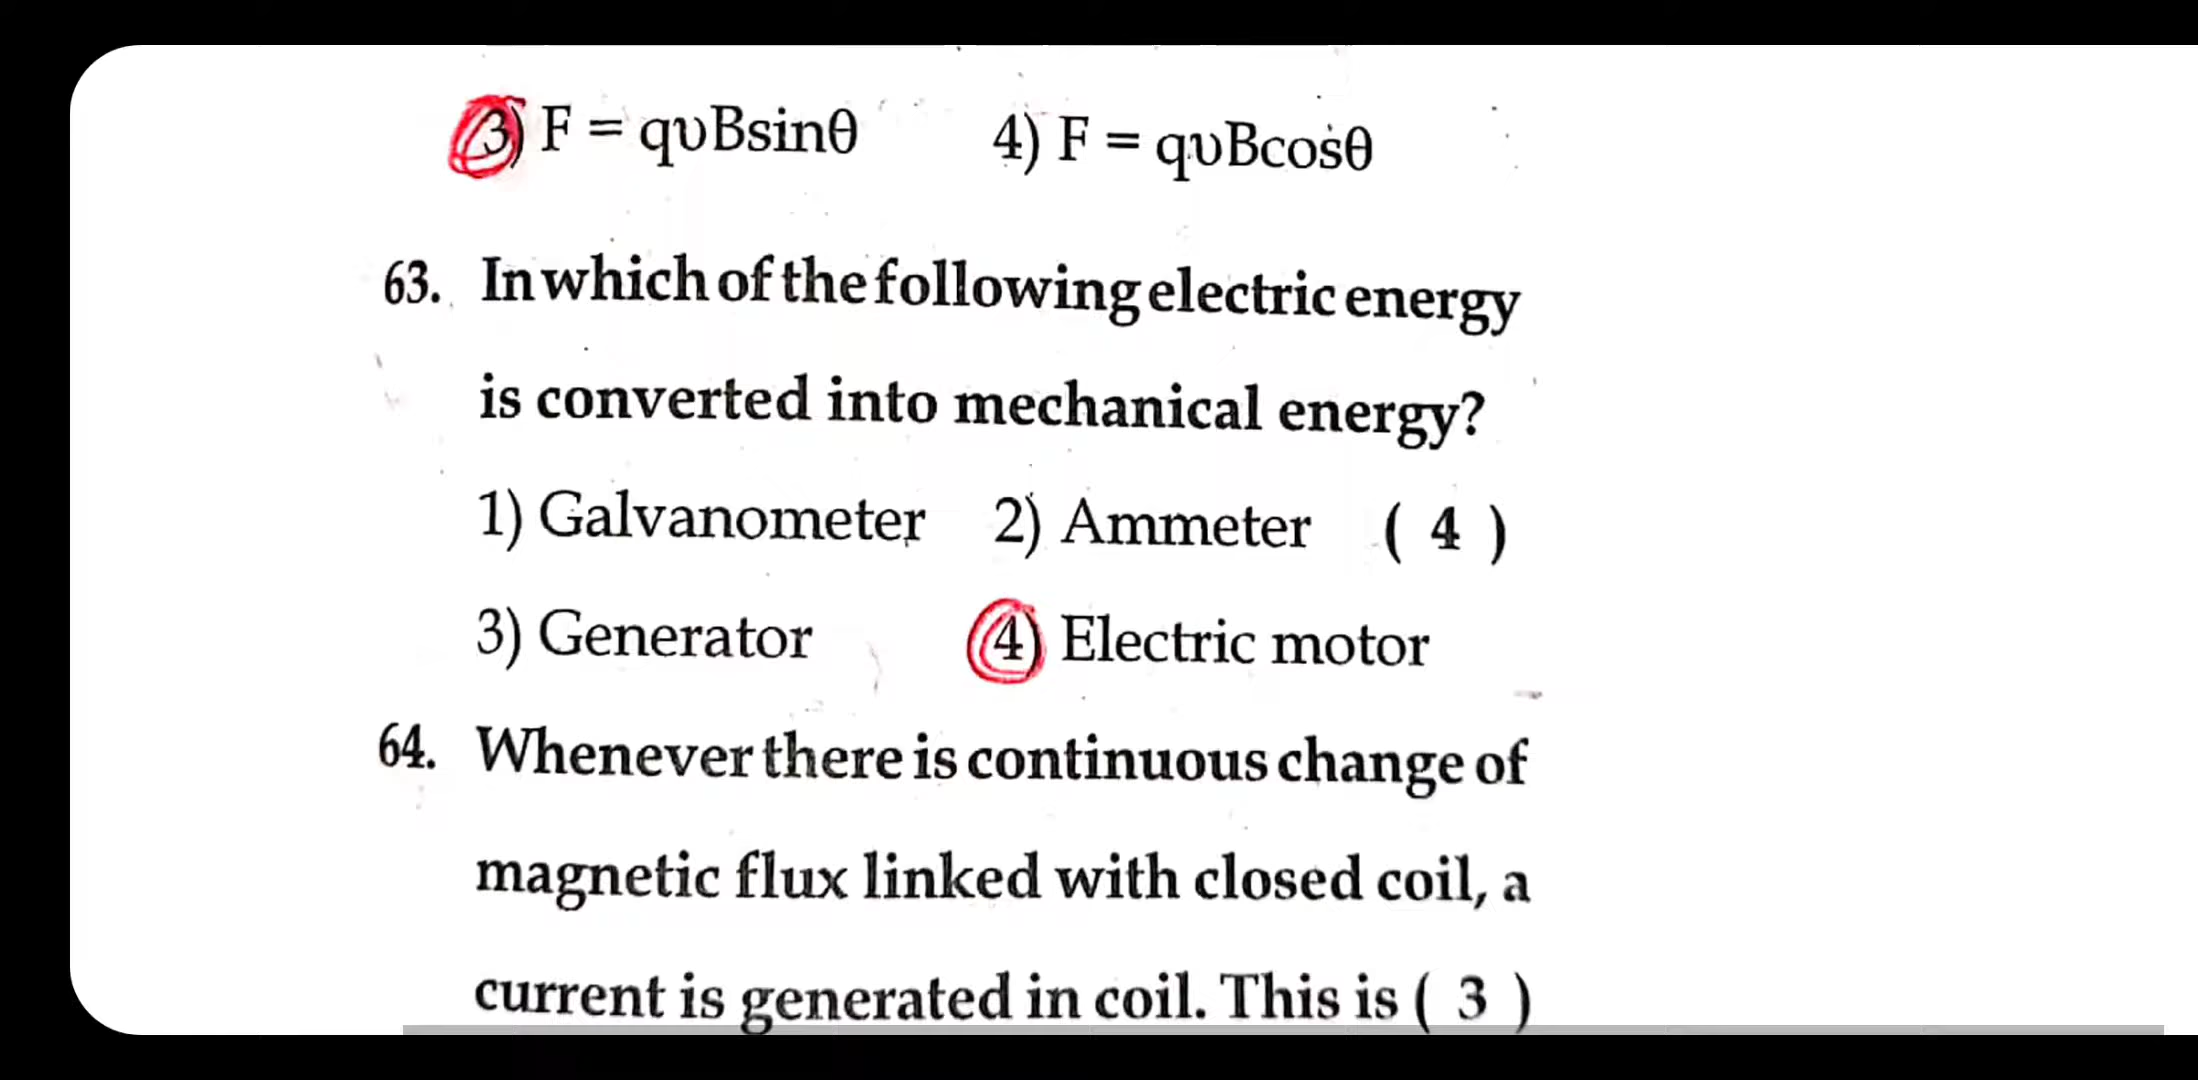 3) F = qυBsinθ 4) F = qυBcosθ
63. In which of the following electric energy
is converted into mechanical energy?
1) Galvanometer 2) Ammeter ( 4 )
3) Generator 4) Electric motor
64. Whenever there is continuous change of
magnetic flux linked with closed coil, a
current is generated in coil. This is ( 3 )